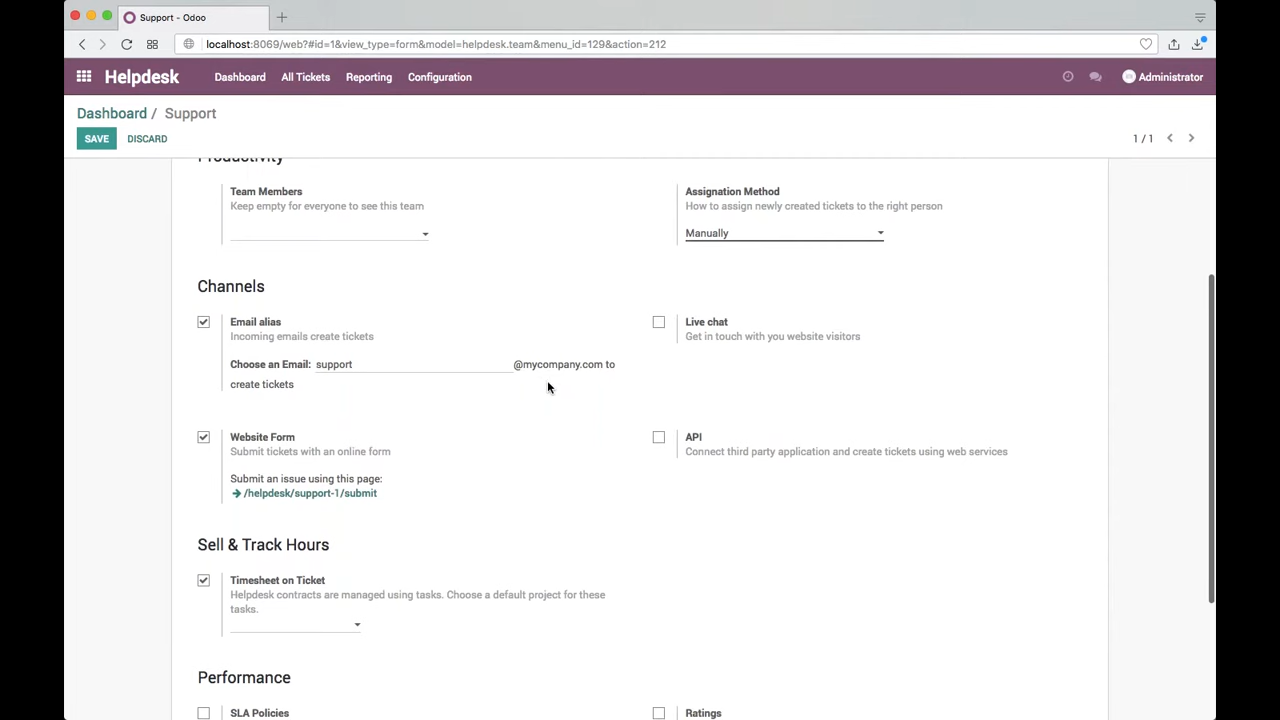 Support - Odoo
localhost:8069/web?#id=1&view_type=form&model=helpdesk.team&menu_id=129&action=212
Helpdesk Dashboard All Tickets Reporting Configuration Administrator
Dashboard / Support
SAVE DISCARD 1 / 1
Productivity
Team Members
Keep empty for everyone to see this team
Assignation Method
How to assign newly created tickets to the right person
Manually
Channels
Email alias
Incoming emails create tickets
Choose an Email: support @mycompany.com to
create tickets
Live chat
Get in touch with you website visitors
Website Form
Submit tickets with an online form
Submit an issue using this page:
/helpdesk/support-1/submit
API
Connect third party application and create tickets using web services
Sell & Track Hours
Timesheet on Ticket
Helpdesk contracts are managed using tasks. Choose a default project for these
tasks.
Performance
SLA Policies
Ratings